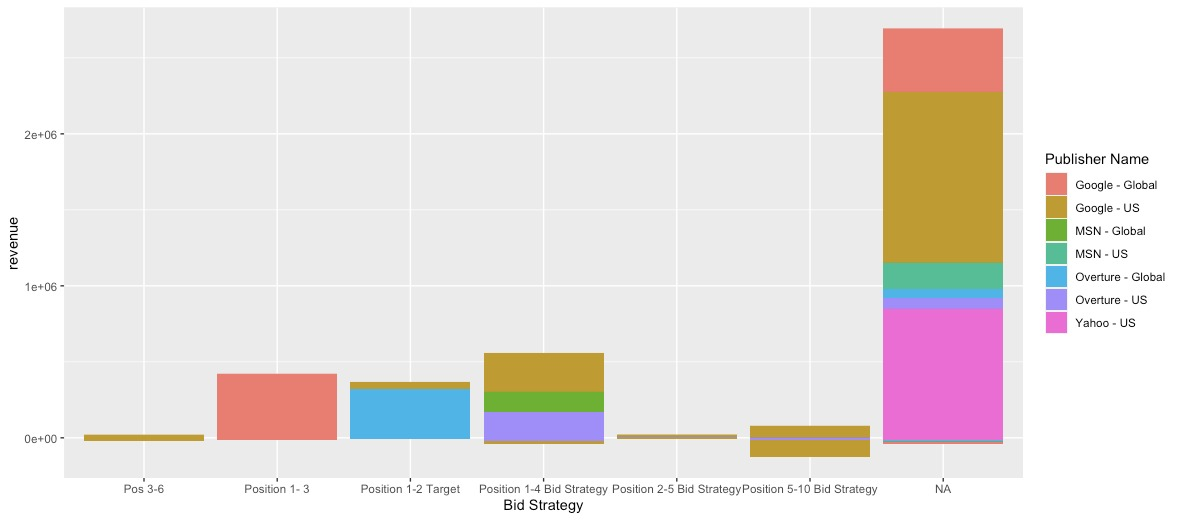 2e+06
1e+06
0e+00
revenue
Pos 3-6
Position 1- 3
Position 1-2 Target
Position 1-4 Bid Strategy
Position 2-5 Bid Strategy
Position 5-10 Bid Strategy
NA
Bid Strategy
Publisher Name
Google - Global
Google - US
MSN - Global
MSN - US
Overture - Global
Overture - US
Yahoo - US